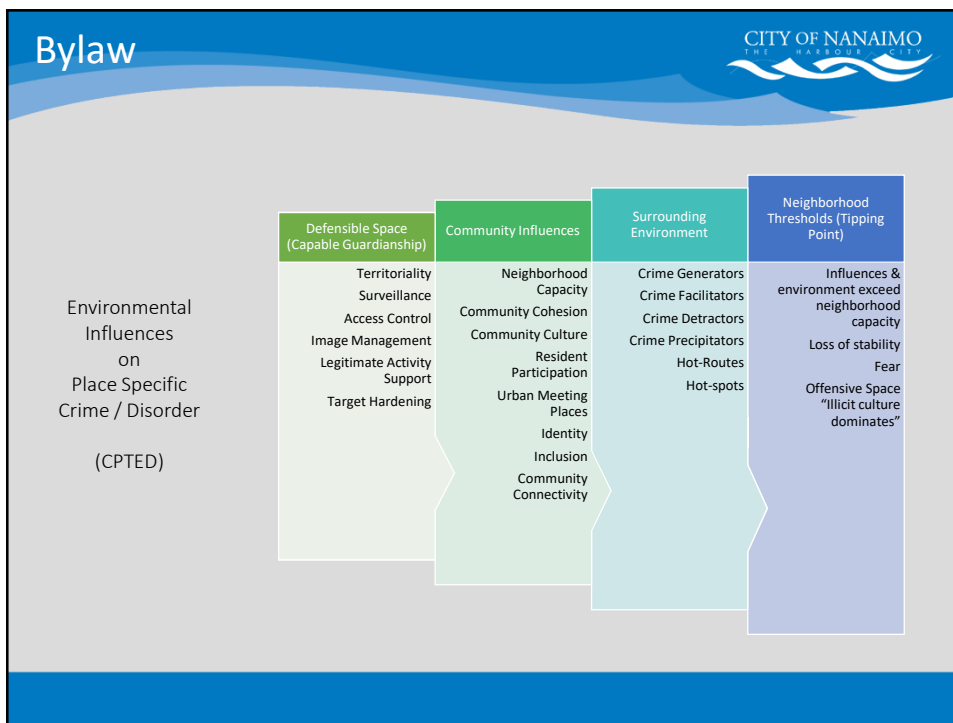 Bylaw
CITY OF NANAIMO
THE HARBOUR CITY
Environmental
Influences
on
Place Specific
Crime / Disorder
(CPTED)
Defensible Space
(Capable Guardianship)
Territoriality
Surveillance
Access Control
Image Management
Legitimate Activity
Support
Target Hardening
Community Influences
Neighborhood
Capacity
Community Cohesion
Community Culture
Resident
Participation
Urban Meeting
Places
Identity
Inclusion
Community
Connectivity
Surrounding
Environment
Crime Generators
Crime Facilitators
Crime Detractors
Crime Precipitators
Hot-Routes
Hot-spots
Neighborhood
Thresholds (Tipping
Point)
Influences &
environment exceed
neighborhood
capacity
Loss of stability
Fear
Offensive Space
“Illicit culture
dominates”